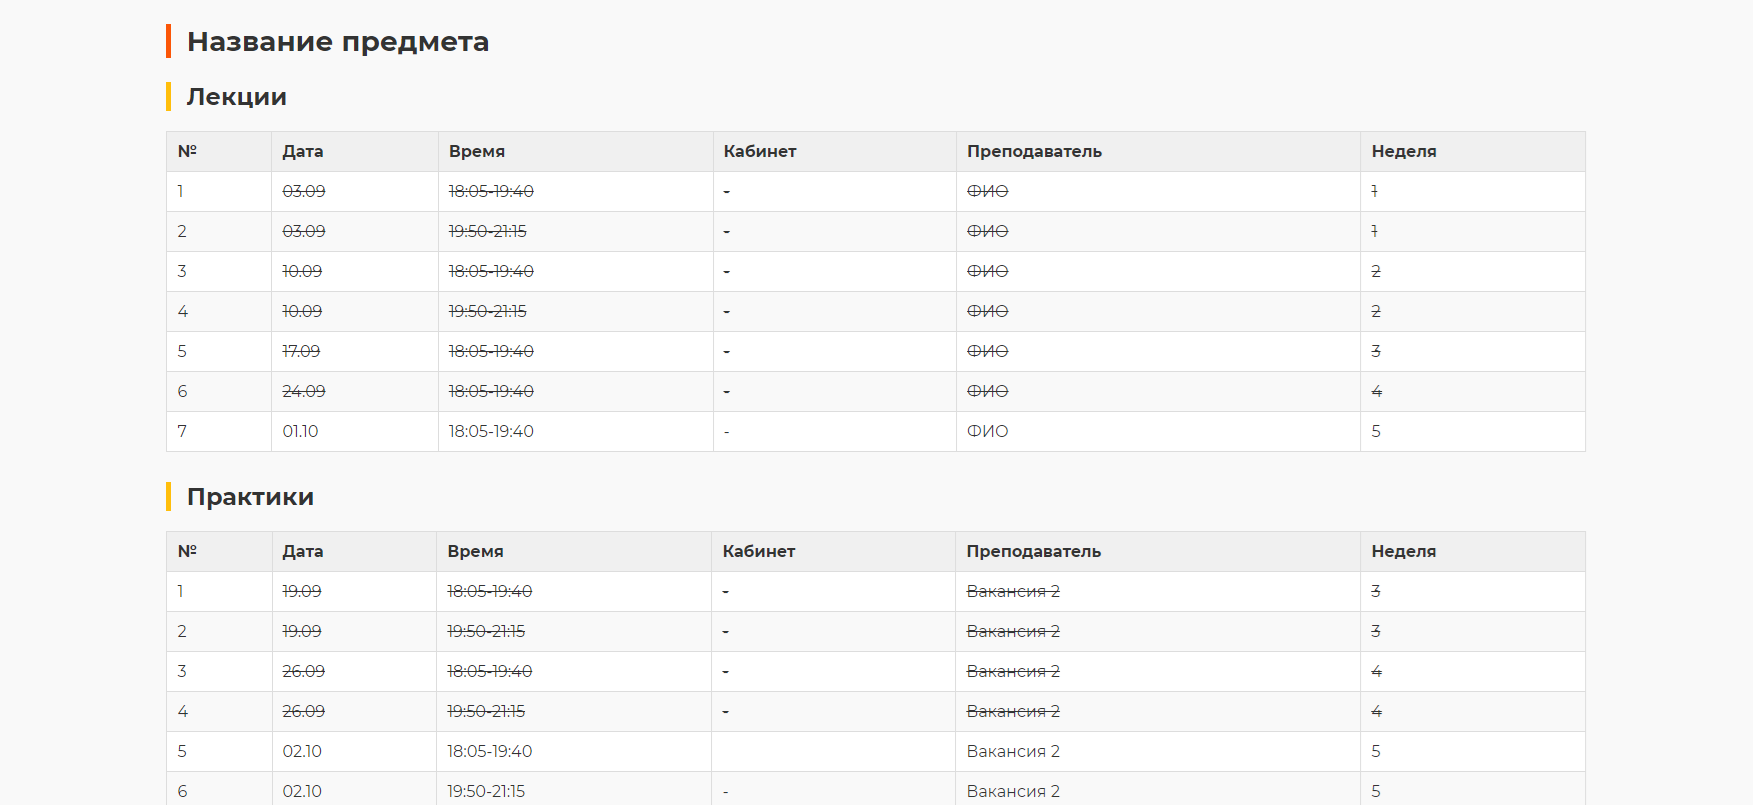 Название предмета
Лекции
№ Дата Время Кабинет Преподаватель Неделя
1 03.09 18:05-19:40 - ФИО 1
2 03.09 19:50-21:15 - ФИО 1
3 10.09 18:05-19:40 - ФИО 2
4 10.09 19:50-21:15 - ФИО 2
5 17.09 18:05-19:40 - ФИО 3
6 24.09 18:05-19:40 - ФИО 4
7 01.10 18:05-19:40 - ФИО 5
Практики
№ Дата Время Кабинет Преподаватель Неделя
1 19.09 18:05-19:40 - Вакансия 2 3
2 19.09 19:50-21:15 - Вакансия 2 3
3 26.09 18:05-19:40 - Вакансия 2 4
4 26.09 19:50-21:15 - Вакансия 2 4
5 02.10 18:05-19:40 Вакансия 2 5
6 02.10 19:50-21:15 - Вакансия 2 5